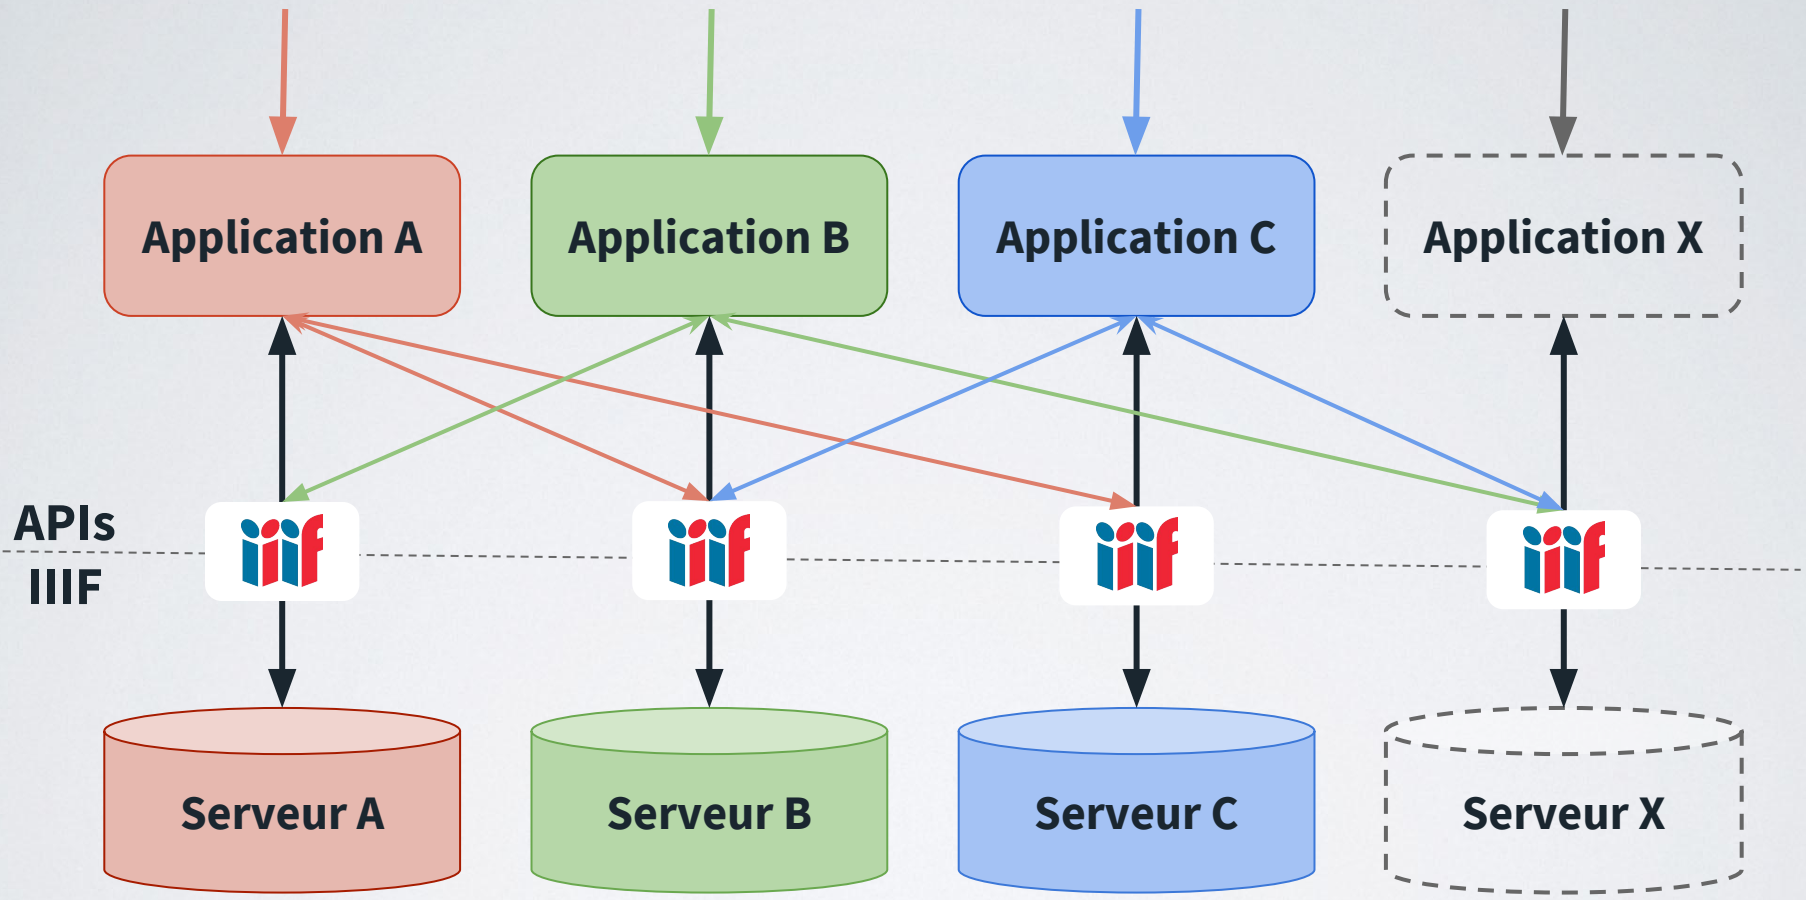 Application A
Application B
Application C
Application X
APIs
IIIF
iiif
iiif
iiif
iiif
Serveur A
Serveur B
Serveur C
Serveur X